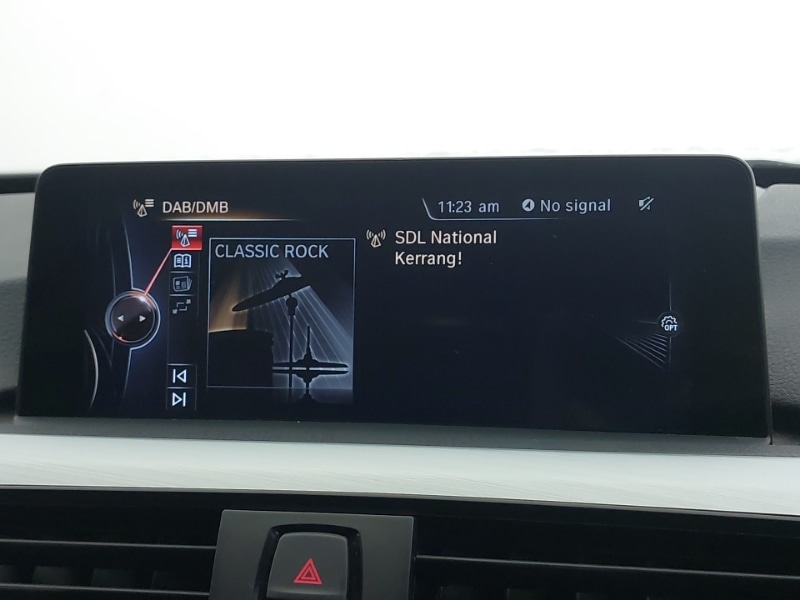 DAB/DMB
11:23 am
No signal
CLASSIC ROCK
SDL National
Kerrang!
OPT